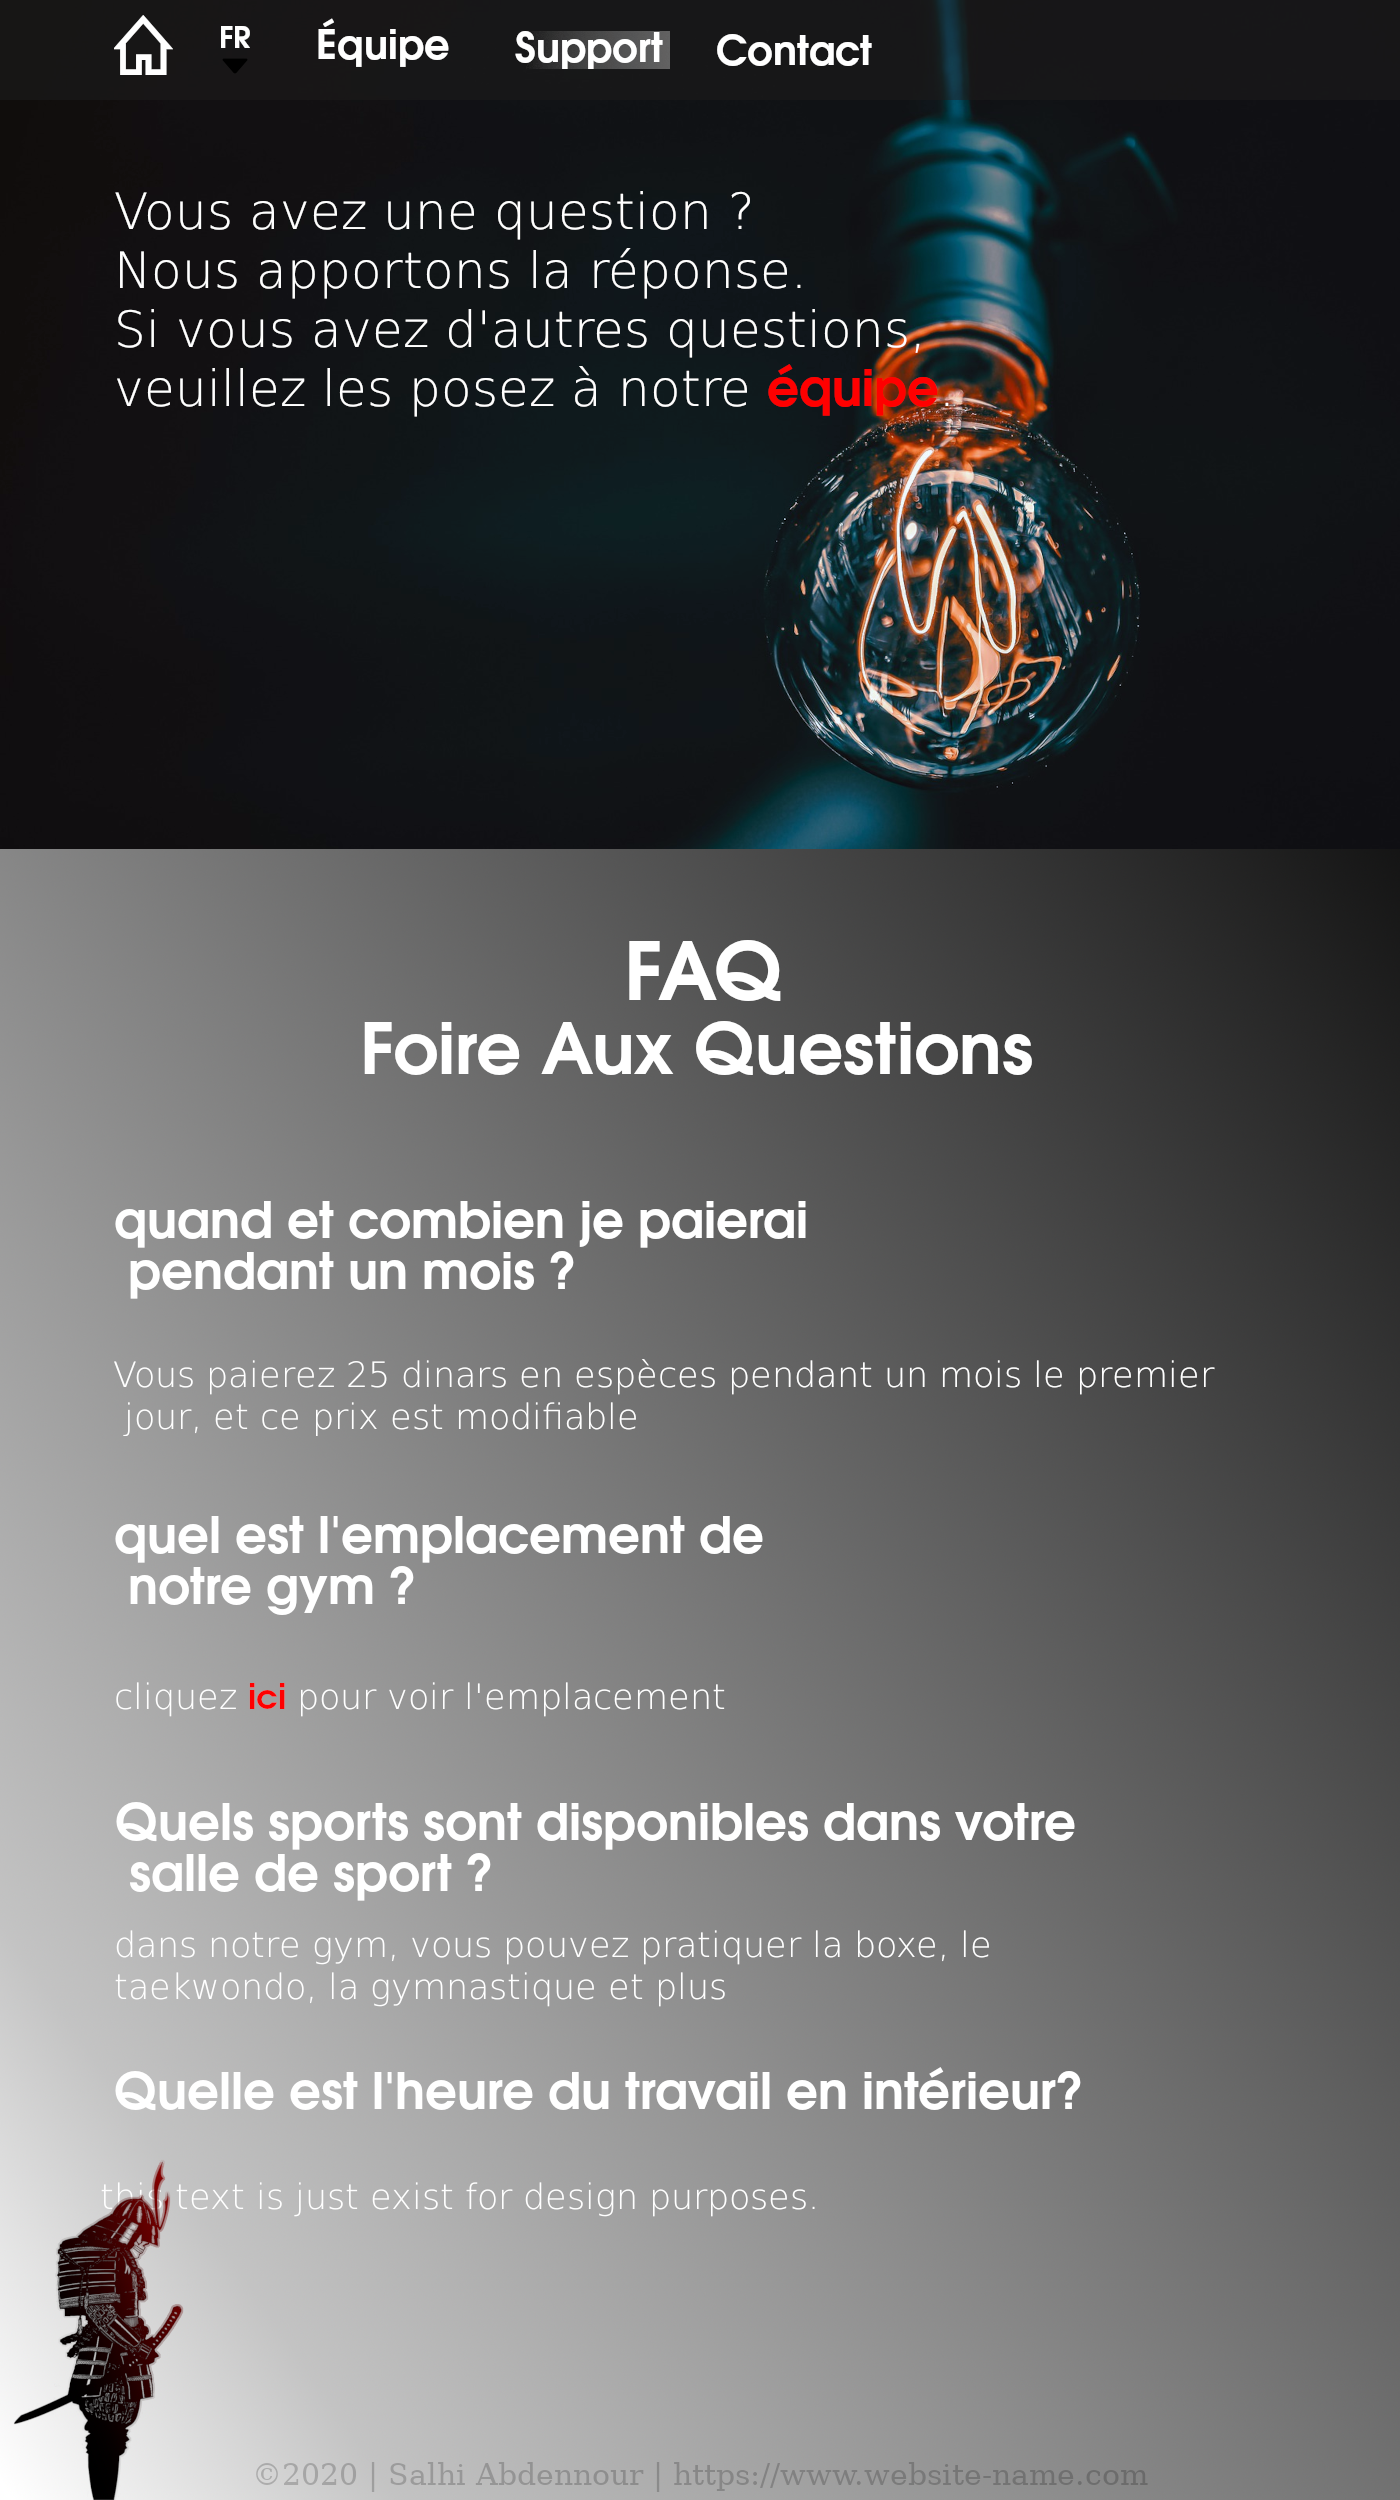 FR
Équipe
Support
Contact
Vous avez une question ?
Nous apportons la réponse.
Si vous avez d'autres questions,
veuillez les posez à notre équipe.
FAQ
Foire Aux Questions
quand et combien je paierai
pendant un mois ?
Vous paierez 25 dinars en espèces pendant un mois le premier
jour, et ce prix est modifiable
quel est l'emplacement de
notre gym ?
cliquez ici pour voir l'emplacement
Quels sports sont disponibles dans votre
salle de sport ?
dans notre gym, vous pouvez pratiquer la boxe, le
taekwondo, la gymnastique et plus
Quelle est l'heure du travail en intérieur?
this text is just exist for design purposes.
©2020 | Salhi Abdennour | https://www.website-name.com